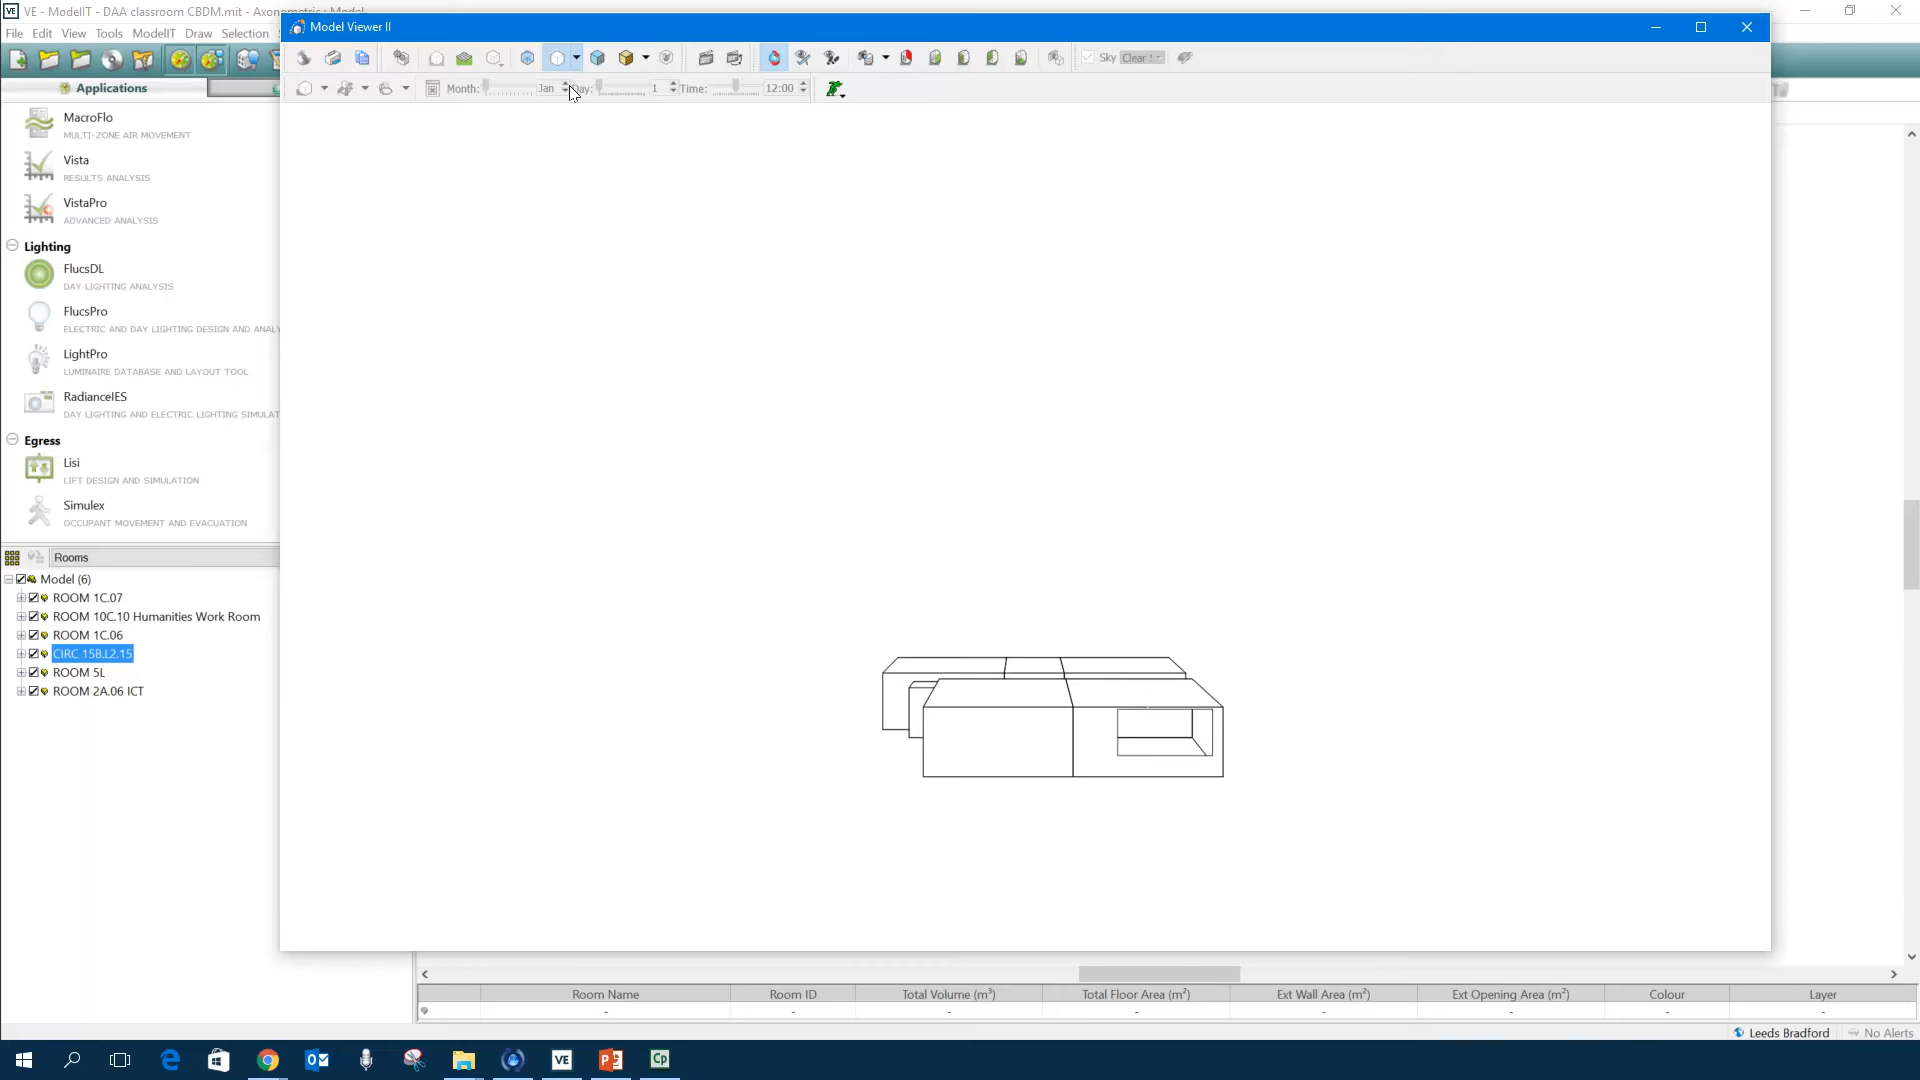 VE - ModelIT - DAA classroom CBDM.mit - Axonometric : Model
Model Viewer II
File Edit View Tools ModelIT Draw Selection
Sky Clear
Applications
Month: Jan Day: 1 Time: 12:00
MacroFlo
MULTI-ZONE AIR MOVEMENT
Vista
RESULTS ANALYSIS
VistaPro
ADVANCED ANALYSIS
Lighting
FlucsDL
DAY LIGHTING ANALYSIS
FlucsPro
ELECTRIC AND DAY LIGHTING DESIGN AND ANALY
LightPro
LUMINAIRE DATABASE AND LAYOUT TOOL
RadianceIES
DAY LIGHTING AND ELECTRIC LIGHTING SIMULAT
Egress
Lisi
LIFT DESIGN AND SIMULATION
Simulex
OCCUPANT MOVEMENT AND EVACUATION
Rooms
Model (6)
ROOM 1C.07
ROOM 10C.10 Humanities Work Room
ROOM 1C.06
CIRC 15B.L2.15
ROOM 5L
ROOM 2A.06 ICT
Room Name Room ID Total Volume (m³) Total Floor Area (m²) Ext Wall Area (m²) Ext Opening Area (m²) Colour Layer
- - - - - - - -
Leeds Bradford No Alerts